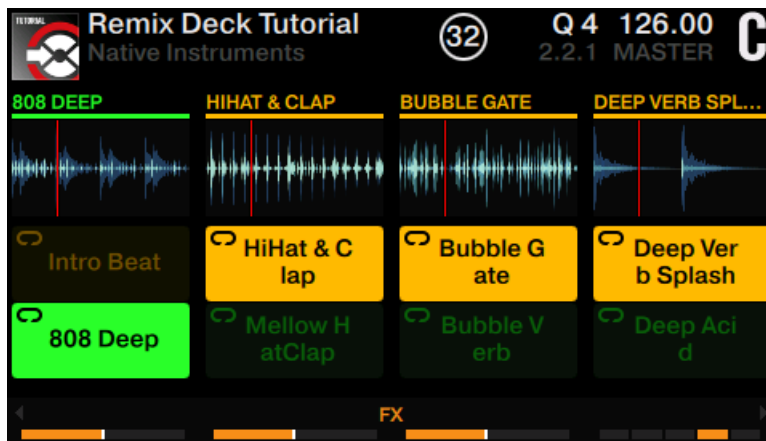 TUTORIAL
Remix Deck Tutorial
Native Instruments
32
Q 4 126.00
2.2.1 MASTER
C
808 DEEP
HIHAT & CLAP
BUBBLE GATE
DEEP VERB SPL...
Intro Beat
HiHat & C
lap
Bubble G
ate
Deep Ver
b Splash
808 Deep
Mellow H
atClap
Bubble V
erb
Deep Aci
d
FX